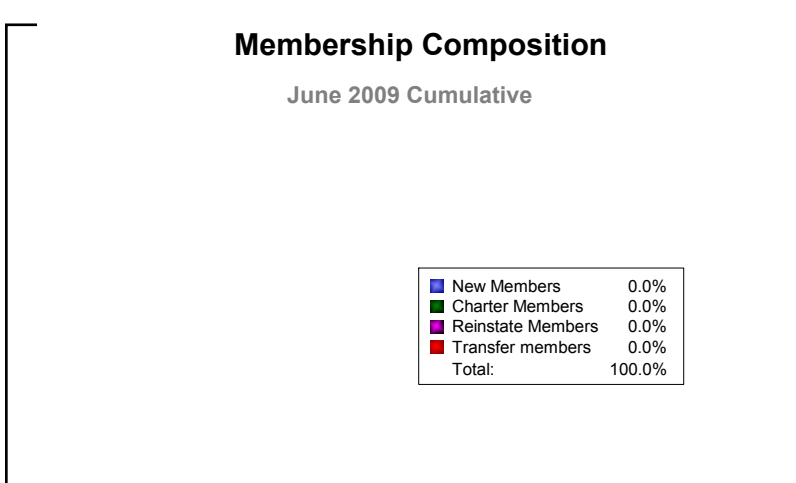 Membership Composition
June 2009 Cumulative
New Members 0.0%
Charter Members 0.0%
Reinstate Members 0.0%
Transfer members 0.0%
Total: 100.0%